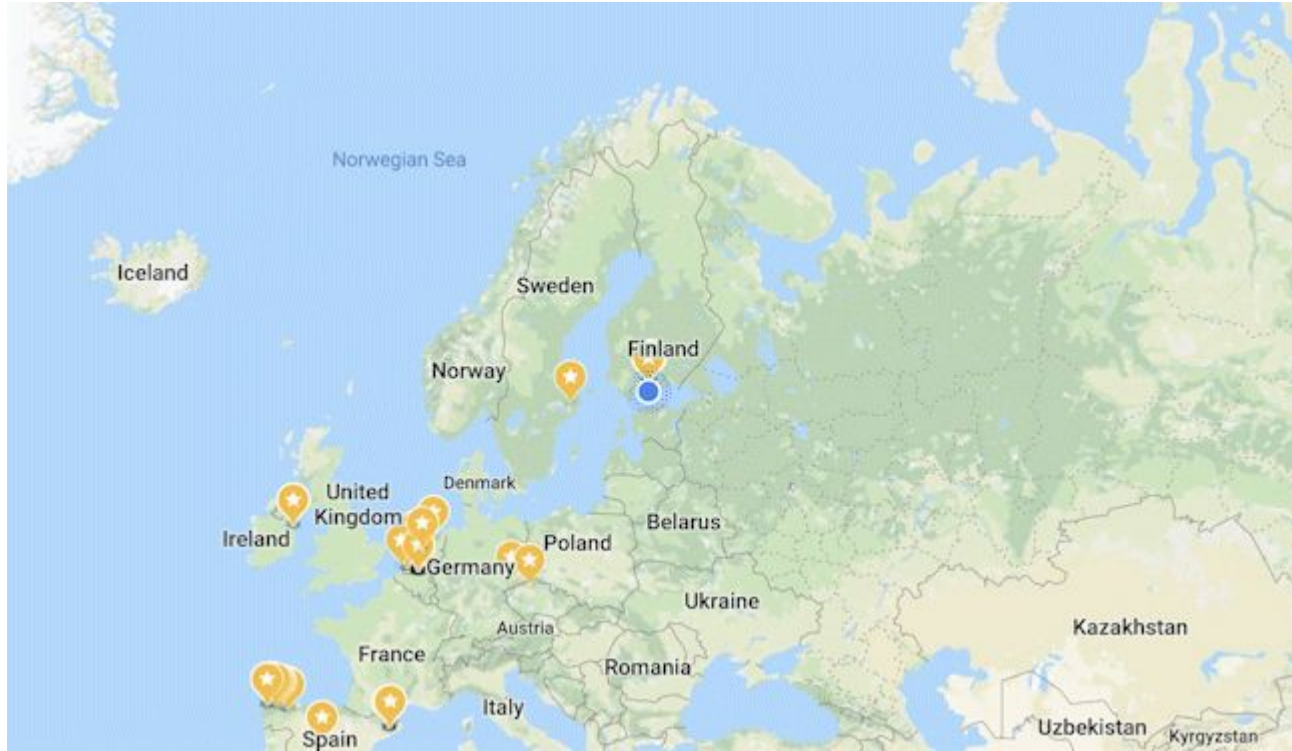 Norwegian Sea
Iceland
Sweden
Finland
Norway
Denmark
United
Kingdom
Ireland
Belarus
Poland
Germany
Ukraine
Austria
Kazakhstan
France
Romania
Italy
Uzbekistan
Kyrgyzstan
Spain